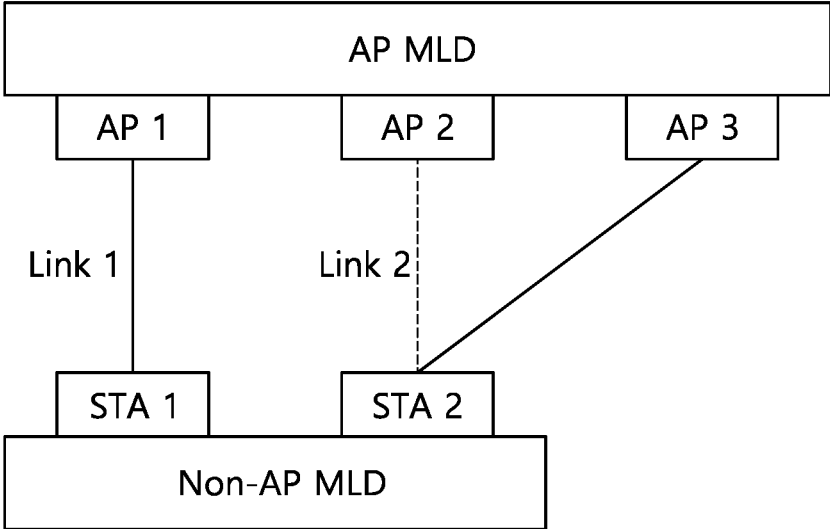 AP MLD
AP 1
AP 2
AP 3
Link 1
Link 2
STA 1
STA 2
Non-AP MLD